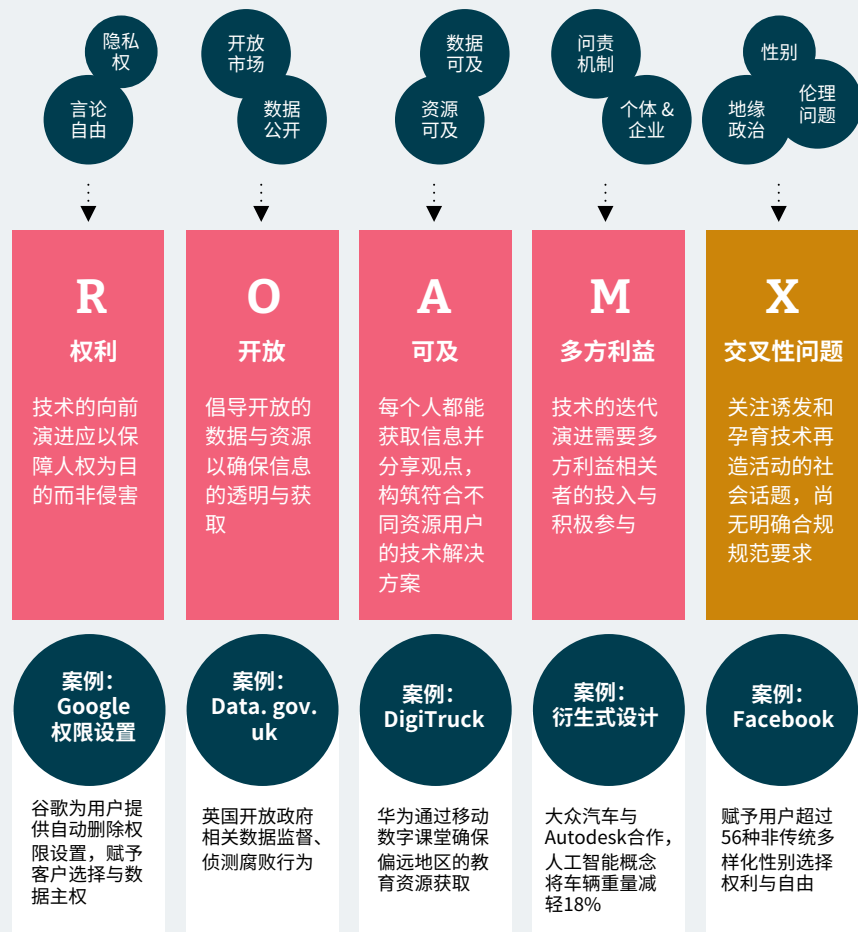 隐私
权
言论
自由
开放
市场
数据
公开
数据
可及
资源
可及
问责
机制
个体 &
企业
性别
地缘
政治
伦理
问题
R
权利
技术的向前
演进应以保
障人权为目
的而非侵害
O
开放
倡导开放的
数据与资源
以确保信息
的透明与获
取
A
可及
每个人都能
获取信息并
分享观点，
构筑符合不
同资源用户
的技术解决
方案
M
多方利益
技术的迭代
演进需要多
方利益相关
者的投入与
积极参与
X
交叉性问题
关注诱发和
孕育技术再
造活动的社
会话题，尚
无明确合规
规范要求
案例：
Google
权限设置
谷歌为用户提
供自动删除权
限设置，赋予
客户选择与数
据主权
案例：
Data. gov.
uk
英国开放政府
相关数据监督、
侦测腐败行为
案例：
DigiTruck
华为通过移动
数字课堂确保
偏远地区的教
育资源获取
案例：
衍生式设计
大众汽车与
Autodesk合作，
人工智能概念
将车辆重量减
轻18%
案例：
Facebook
赋予用户超过
56种非传统多
样化性别选择
权利与自由